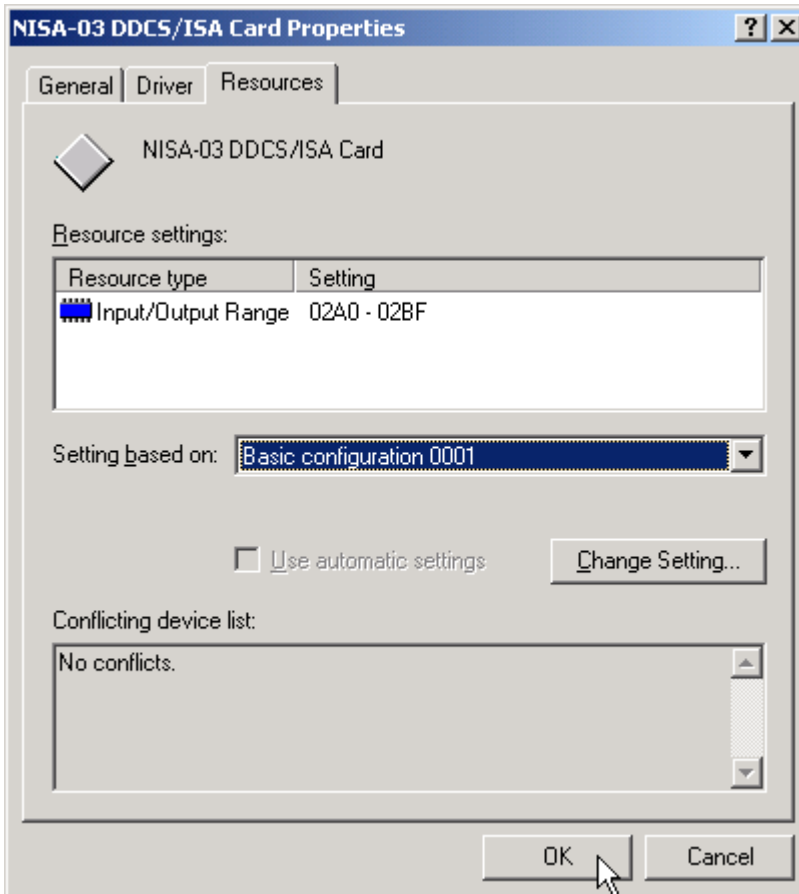 NISA-03 DDCS/ISA Card Properties
General Driver Resources
NISA-03 DDCS/ISA Card
Resource settings:
Resource type Setting
Input/Output Range 02A0 - 02BF
Setting based on: Basic configuration 0001
Use automatic settings Change Setting...
Conflicting device list:
No conflicts.
OK Cancel